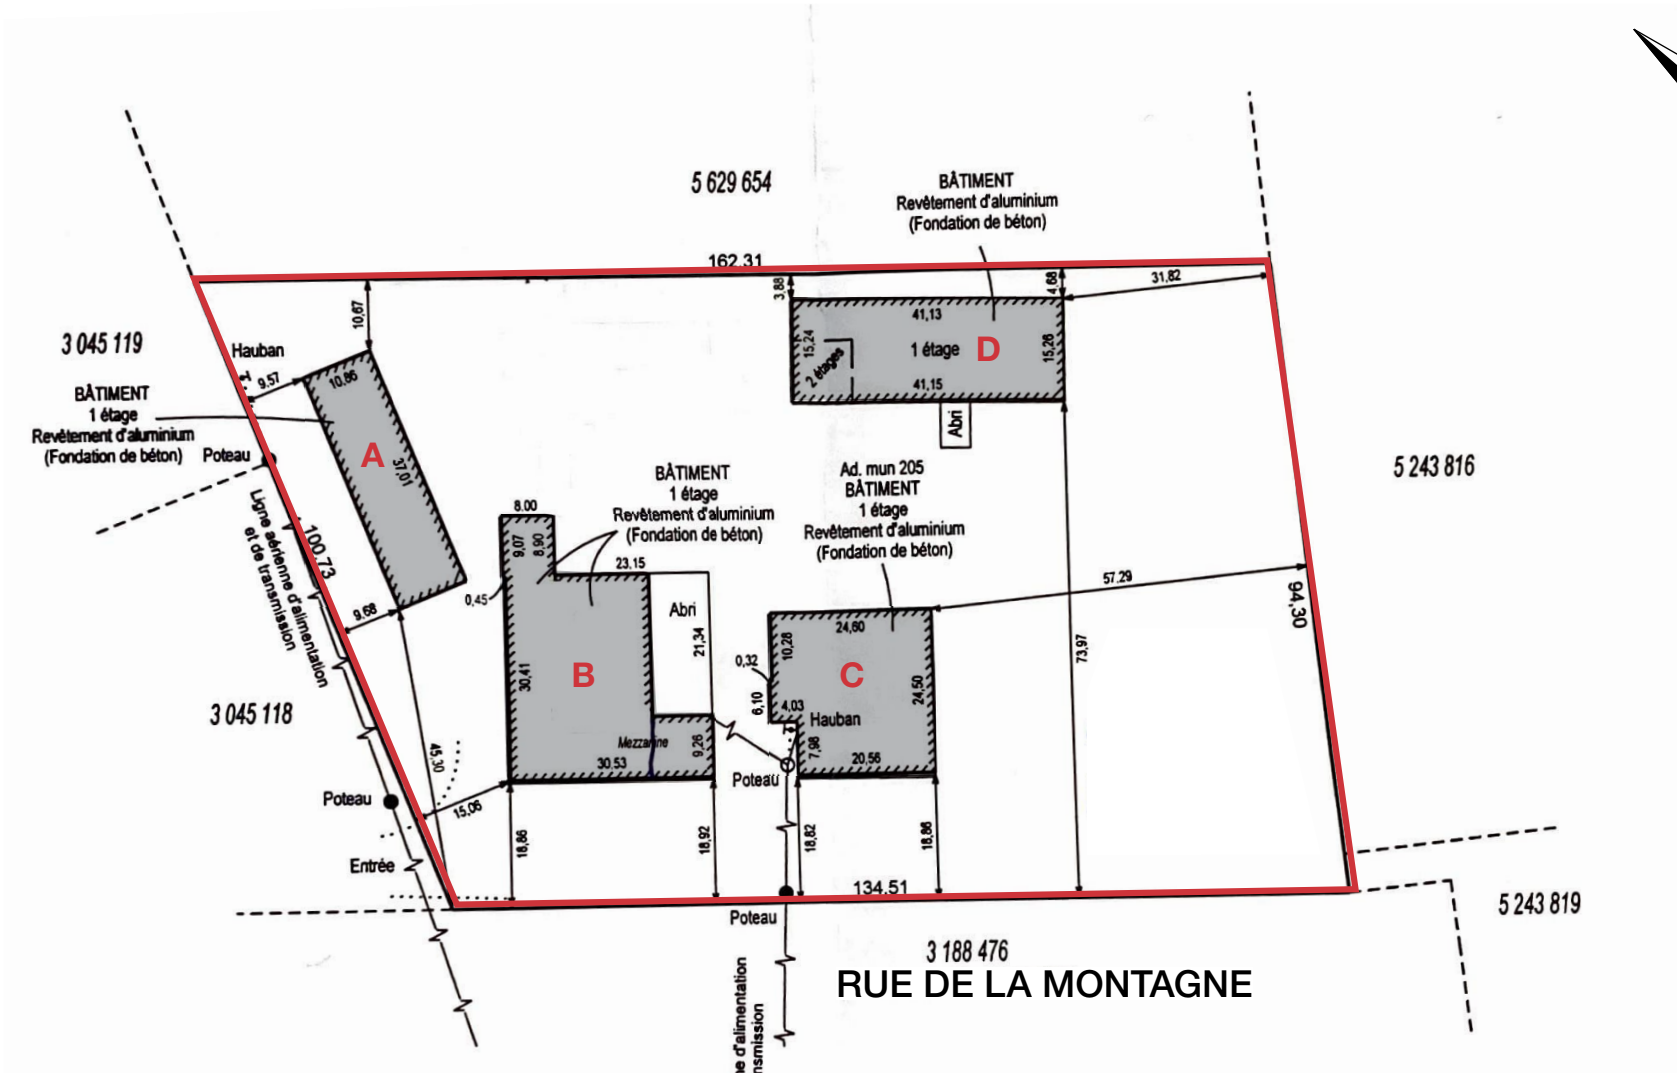 5 629 654
BÂTIMENT
Revêtement d'aluminium
(Fondation de béton)
162.31
3,88
4,68
31,82
10,67
3 045 119
Hauban
9.57
10,86
BÂTIMENT
1 étage
Revêtement d'aluminium
(Fondation de béton)
Poteau
A
37,01
41,13
15,24
2 étages
1 étage
D
15,26
41,15
Abri
5 243 816
Ligne aérienne d'alimentation
et de transmission
100.73
9,68
BÂTIMENT
1 étage
Revêtement d'aluminium
(Fondation de béton)
8.00
9,07
8,90
23,15
0,45
Abri
21,34
30,41
B
Mezzanine
9,26
30.53
Ad. mun 205
BÂTIMENT
1 étage
Revêtement d'aluminium
(Fondation de béton)
57.29
94,30
24,60
10,28
0,32
C
6,10
4,03
Hauban
24,50
7,98
20,56
73,97
3 045 118
45,30
Poteau
Poteau
15,06
18,86
18,92
18,82
18,86
Entrée
134.51
Poteau
5 243 819
3 188 476
RUE DE LA MONTAGNE
e d'alimentation
nsmission